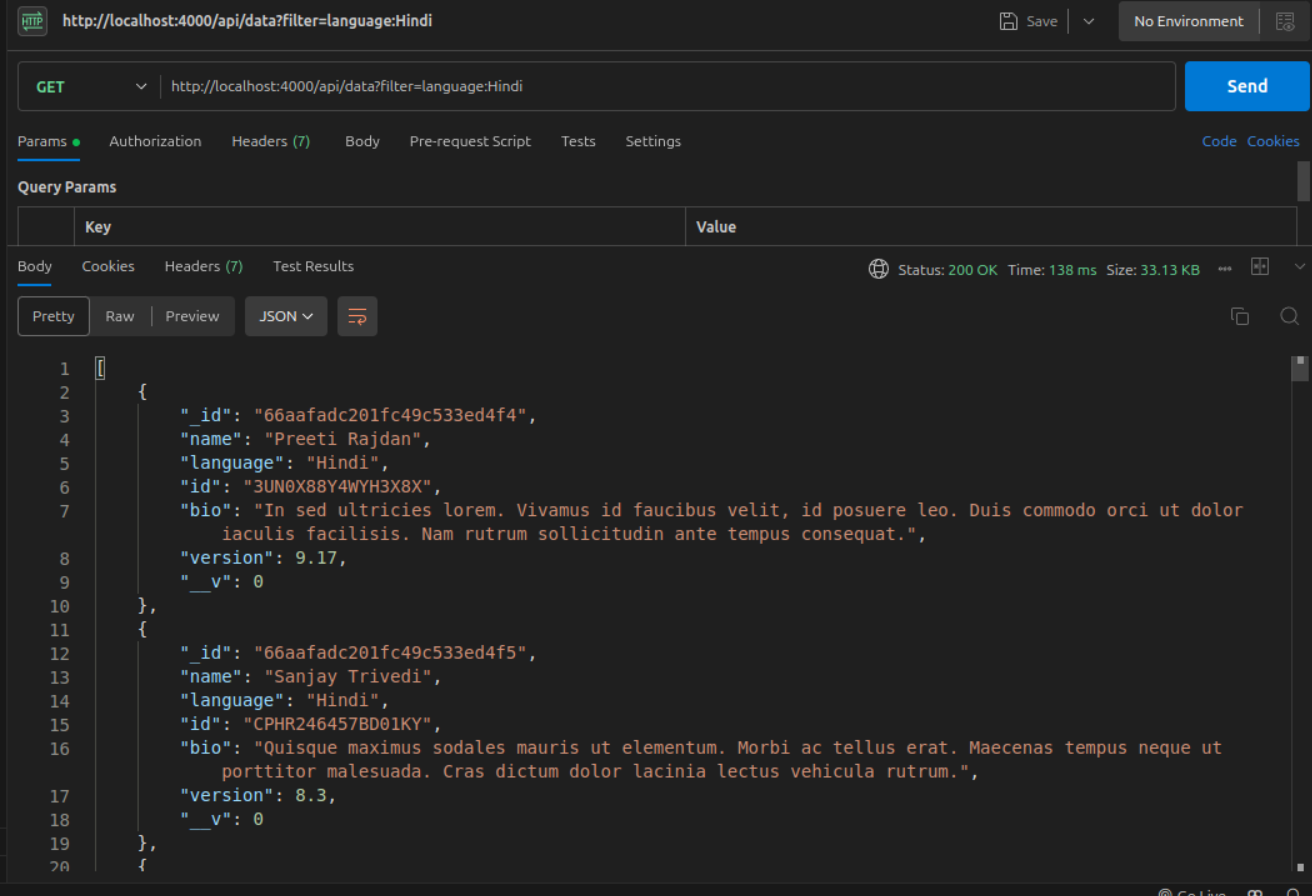 HTTP http://localhost:4000/api/data?filter=language:Hindi Save No Environment
GET http://localhost:4000/api/data?filter=language:Hindi Send
Params Authorization Headers (7) Body Pre-request Script Tests Settings Code Cookies
Query Params
Key Value
Body Cookies Headers (7) Test Results Status: 200 OK Time: 138 ms Size: 33.13 KB
Pretty Raw Preview JSON
1 [
2 {
3 "_id": "66aafadc201fc49c533ed4f4",
4 "name": "Preeti Rajdan",
5 "language": "Hindi",
6 "id": "3UN0X88Y4WYH3X8X",
7 "bio": "In sed ultricies lorem. Vivamus id faucibus velit, id posuere leo. Duis commodo orci ut dolor
iaculis facilisis. Nam rutrum sollicitudin ante tempus consequat.",
8 "version": 9.17,
9 "__v": 0
10 },
11 {
12 "_id": "66aafadc201fc49c533ed4f5",
13 "name": "Sanjay Trivedi",
14 "language": "Hindi",
15 "id": "CPHR246457BD01KY",
16 "bio": "Quisque maximus sodales mauris ut elementum. Morbi ac tellus erat. Maecenas tempus neque ut
porttitor malesuada. Cras dictum dolor lacinia lectus vehicula rutrum.",
17 "version": 8.3,
18 "__v": 0
19 },
20 {
Go Live